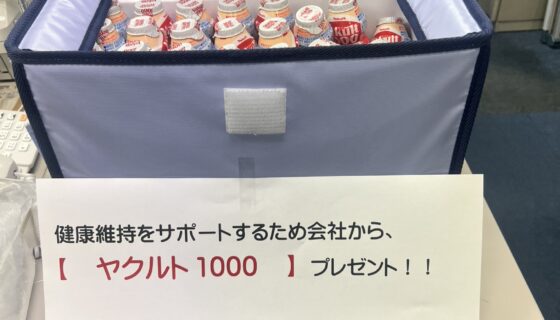 健康維持をサポートするため会社から、
【 ヤクルト1000 】 プレゼント！！